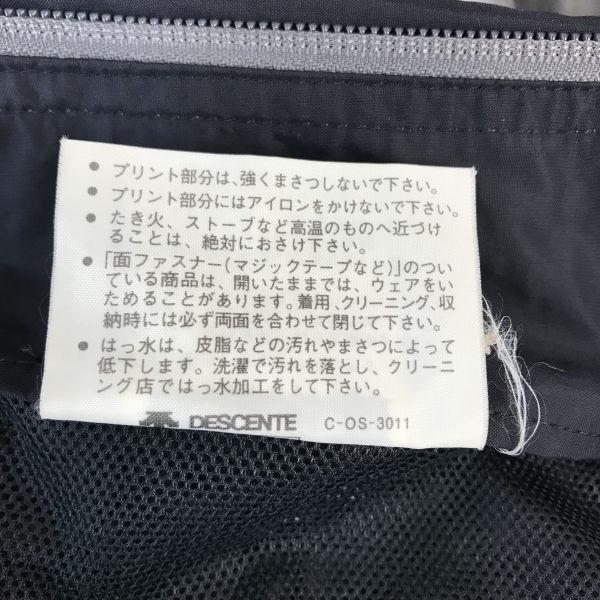 ● プリント部分は、強くまさつしないで下さい。
● プリント部分にはアイロンをかけないで下さい。
● たき火、ストーブなど高温のものへ近づけ
ることは、絶対におさけ下さい。
● 「面ファスナー(マジックテープなど)」のつい
ている商品は、開いたままでは、ウェアをい
ためることがあります。着用、クリーニング、収
納時には必ず両面を合わせて閉じて下さい。
● はっ水は、皮脂などの汚れやまさつによって
低下します。洗濯で汚れを落とし、クリーニ
ング店ではっ水加工をして下さい。
DESCENTE C-OS-3011